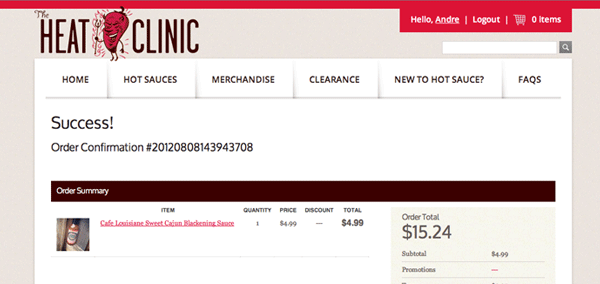 The
HEAT CLINIC
Hello, Andre | Logout | 0 Items
HOME HOT SAUCES MERCHANDISE CLEARANCE NEW TO HOT SAUCE? FAQS
Success!
Order Confirmation #20120808143943708
Order Summary
ITEM QUANTITY PRICE DISCOUNT TOTAL
Cafe Louisiane Sweet Cajun Blackening Sauce 1 $4.99 — $4.99
Order Total
$15.24
Subtotal $4.99
Promotions —